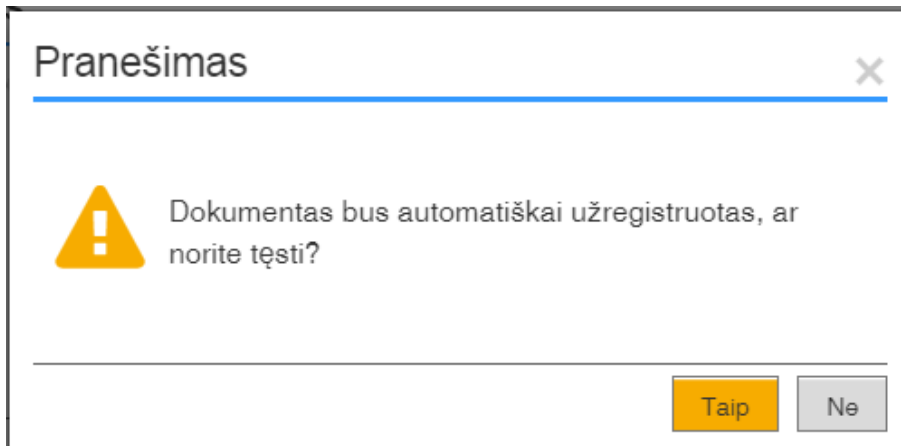 Pranešimas
Dokumentas bus automatiškai užregistruotas, ar
norite tęsti?
Taip
Ne